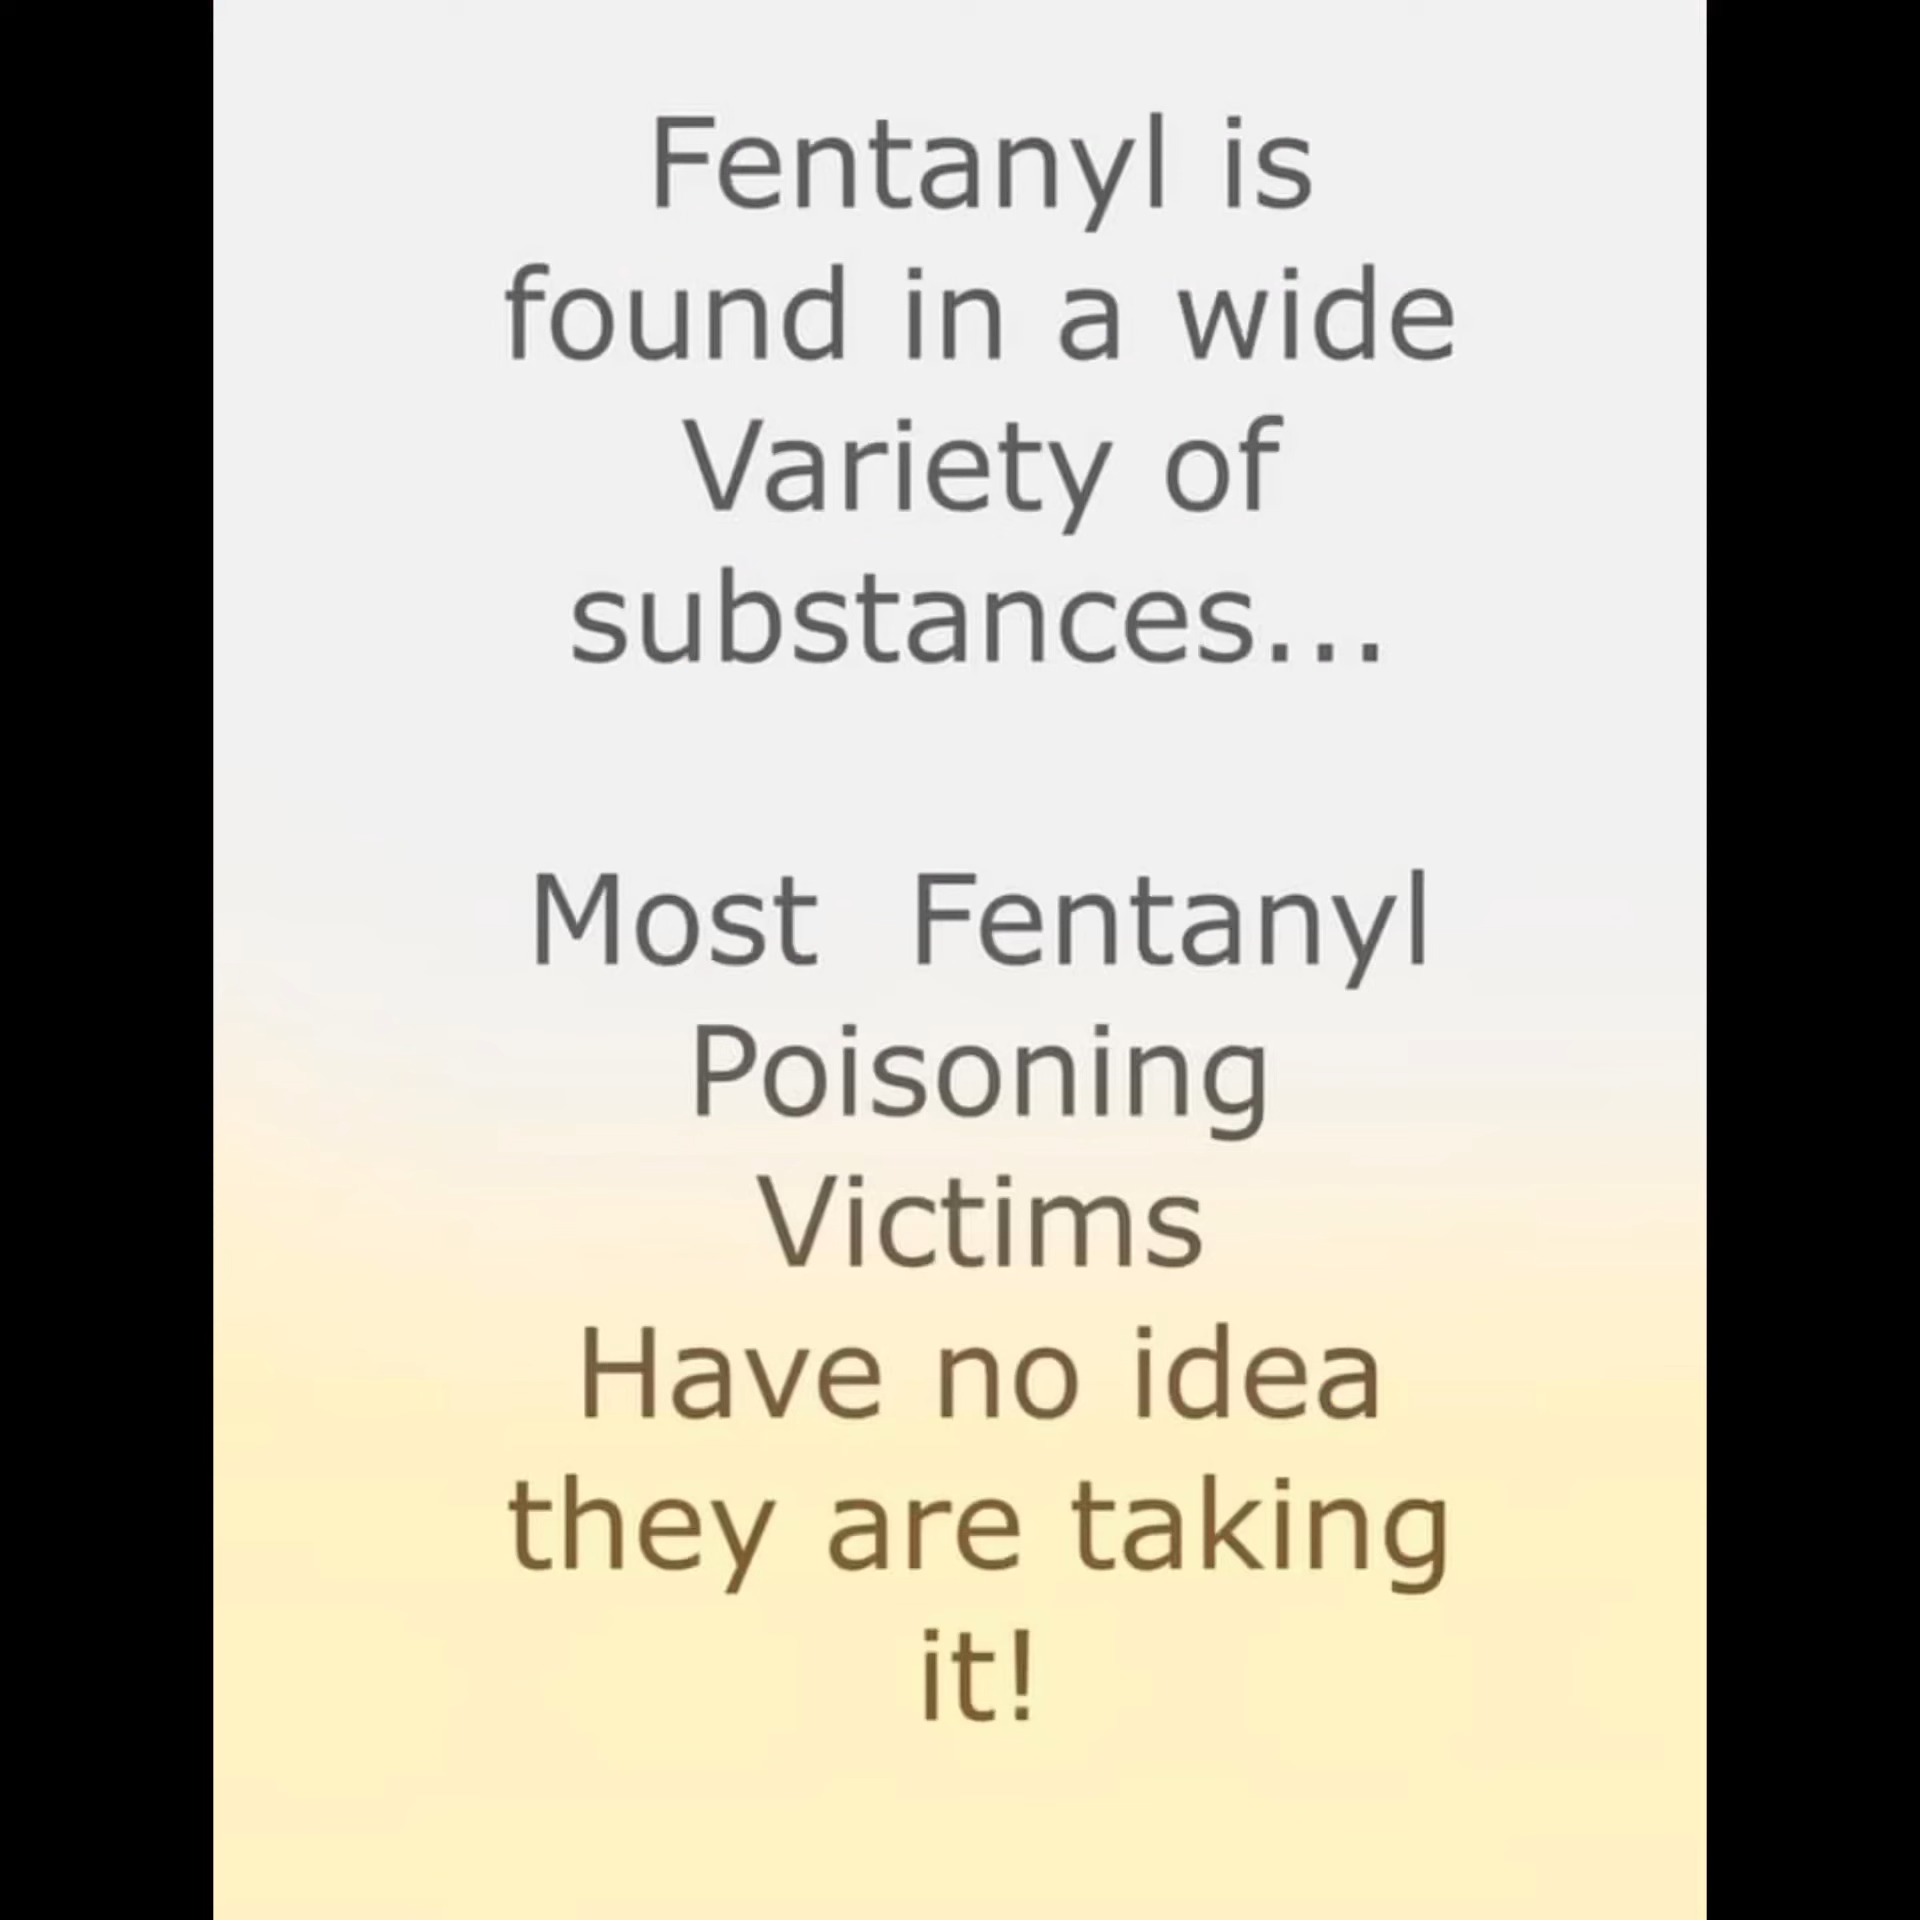 Fentanyl is
found in a wide
Variety of
substances...
Most  Fentanyl
Poisoning
Victims
Have no idea
they are taking
it!